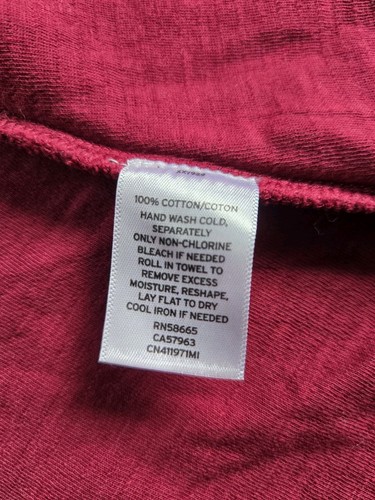 100% COTTON/COTON
HAND WASH COLD,
SEPARATELY
ONLY NON-CHLORINE
BLEACH IF NEEDED
ROLL IN TOWEL TO
REMOVE EXCESS
MOISTURE, RESHAPE,
LAY FLAT TO DRY
COOL IRON IF NEEDED
RN58665
CA57963
CN411971MI